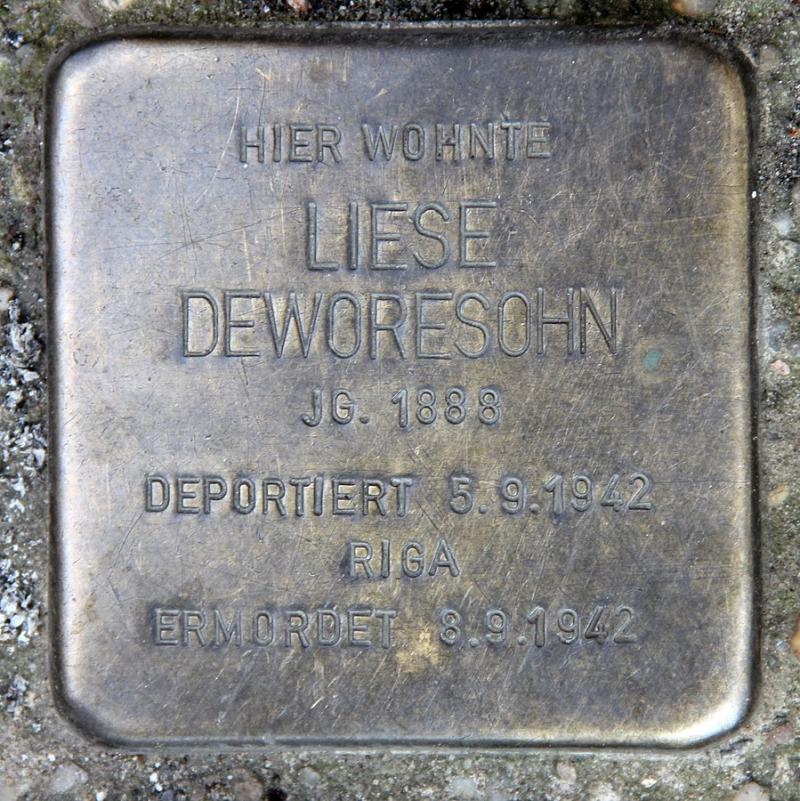 HIER WOHNTE
LIESE
DEWORESOHN
JG. 1888
DEPORTIERT 5.9.1942
RIGA
ERMORDET 8.9.1942